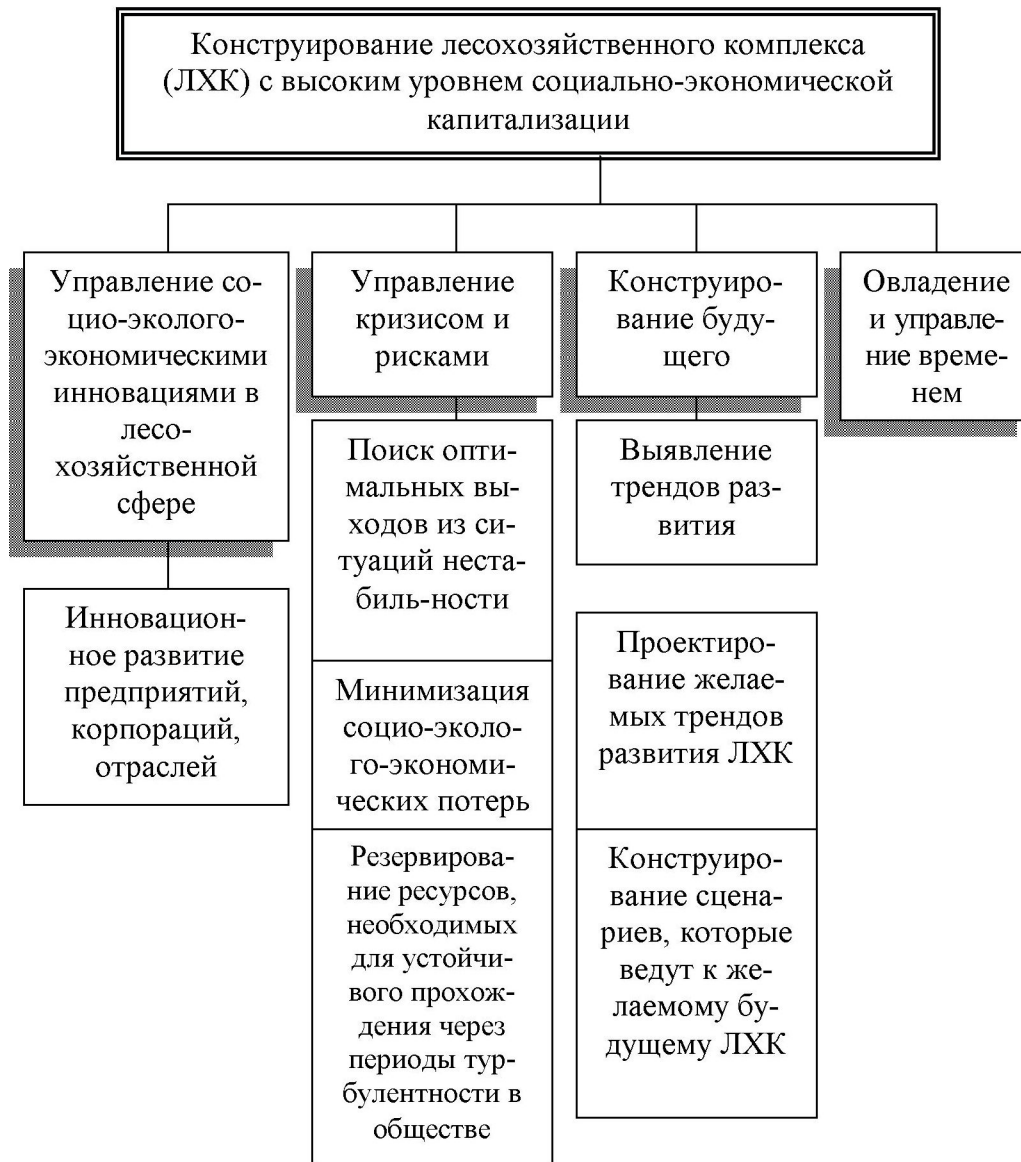 Конструирование лесохозяйственного комплекса
(ЛХК) с высоким уровнем социально-экономической
капитализации
Управление со-
цио-эколого-
экономическими
инновациями в
лесо-
хозяйственной
сфере
Инновацион-
ное развитие
предприятий,
корпораций,
отраслей
Управление
кризисом и
рисками
Поиск опти-
мальных вы-
ходов из си-
туаций неста-
биль-ности
Минимизация
социо-эколо-
го-экономи-
ческих потерь
Резервирова-
ние ресурсов,
необходимых
для устойчи-
вого прохож-
дения через
периоды тур-
булентности в
обществе
Конструиро-
вание буду-
щего
Выявление
трендов раз-
вития
Проектиро-
вание желае-
мых трендов
развития ЛХК
Конструиро-
вание сцена-
риев, которые
ведут к же-
лаемому бу-
дущему ЛХК
Овладение
и управле-
ние време-
нем